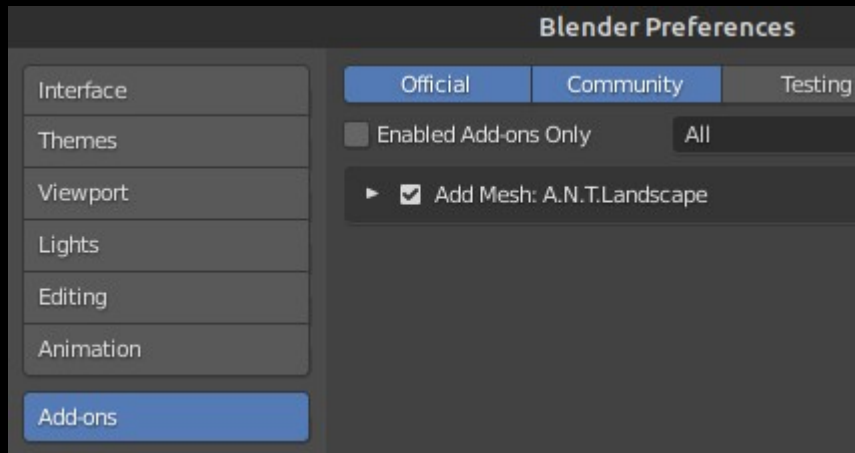 Blender Preferences
Interface
Themes
Viewport
Lights
Editing
Animation
Add-ons
Official Community Testing
Enabled Add-ons Only All
Add Mesh: A.N.T.Landscape